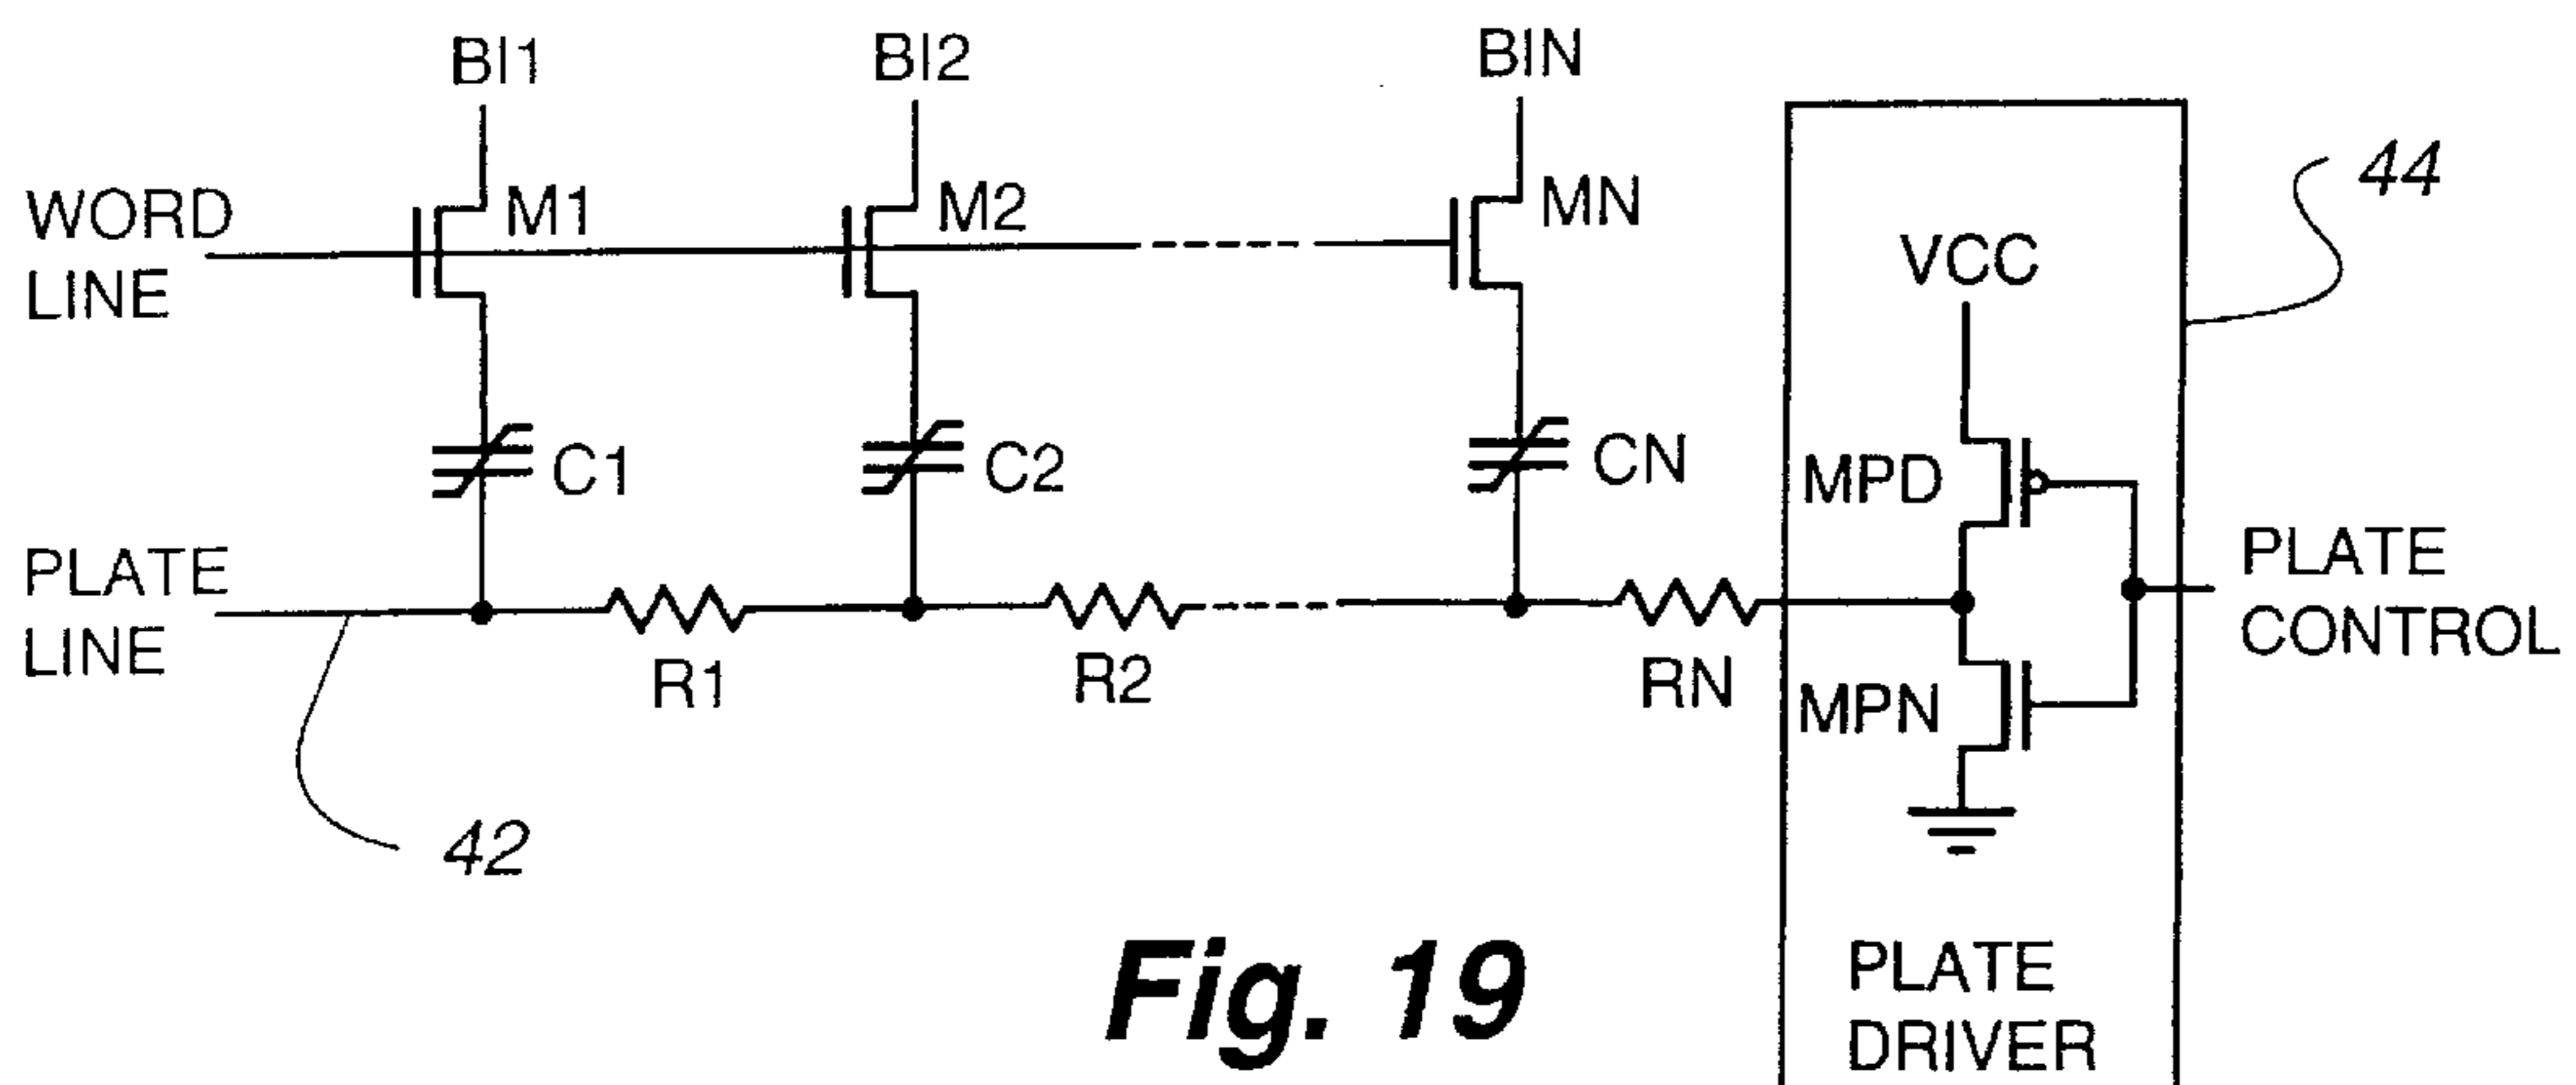 BI1
BI2
BIN
WORD
LINE
M1
M2
MN
44
VCC
C1
C2
CN
MPD
PLATE
LINE
R1
R2
RN
MPN
PLATE
CONTROL
42
PLATE
DRIVER
Fig. 19